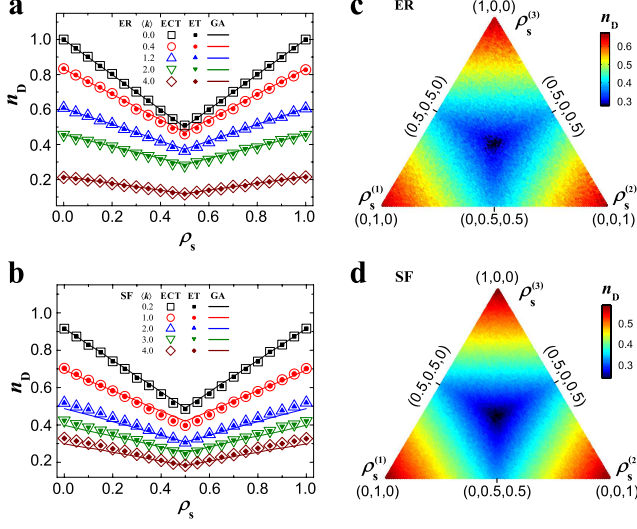 a
ER ⟨k⟩ ECT ET GA
0.0
0.4
1.2
2.0
4.0
1.0
0.8
0.6
0.4
0.2
n_D
0.0 0.2 0.4 0.6 0.8 1.0
ρ_s
b
SF ⟨k⟩ ECT ET GA
0.2
1.0
2.0
3.0
4.0
1.0
0.8
0.6
0.4
0.2
n_D
0.0 0.2 0.4 0.6 0.8 1.0
ρ_s
c ER
(1,0,0)
ρ_s^(3)
n_D
0.6
0.5
0.4
0.3
(0.5,0.5,0)
(0.5,0,0.5)
ρ_s^(1)
ρ_s^(2)
(0,1,0) (0,0.5,0.5) (0,0,1)
d SF
(1,0,0)
ρ_s^(3)
n_D
0.5
0.4
0.3
(0.5,0.5,0)
(0.5,0,0.5)
ρ_s^(1)
ρ_s^(2
(0,1,0) (0,0.5,0.5) (0,0,1)